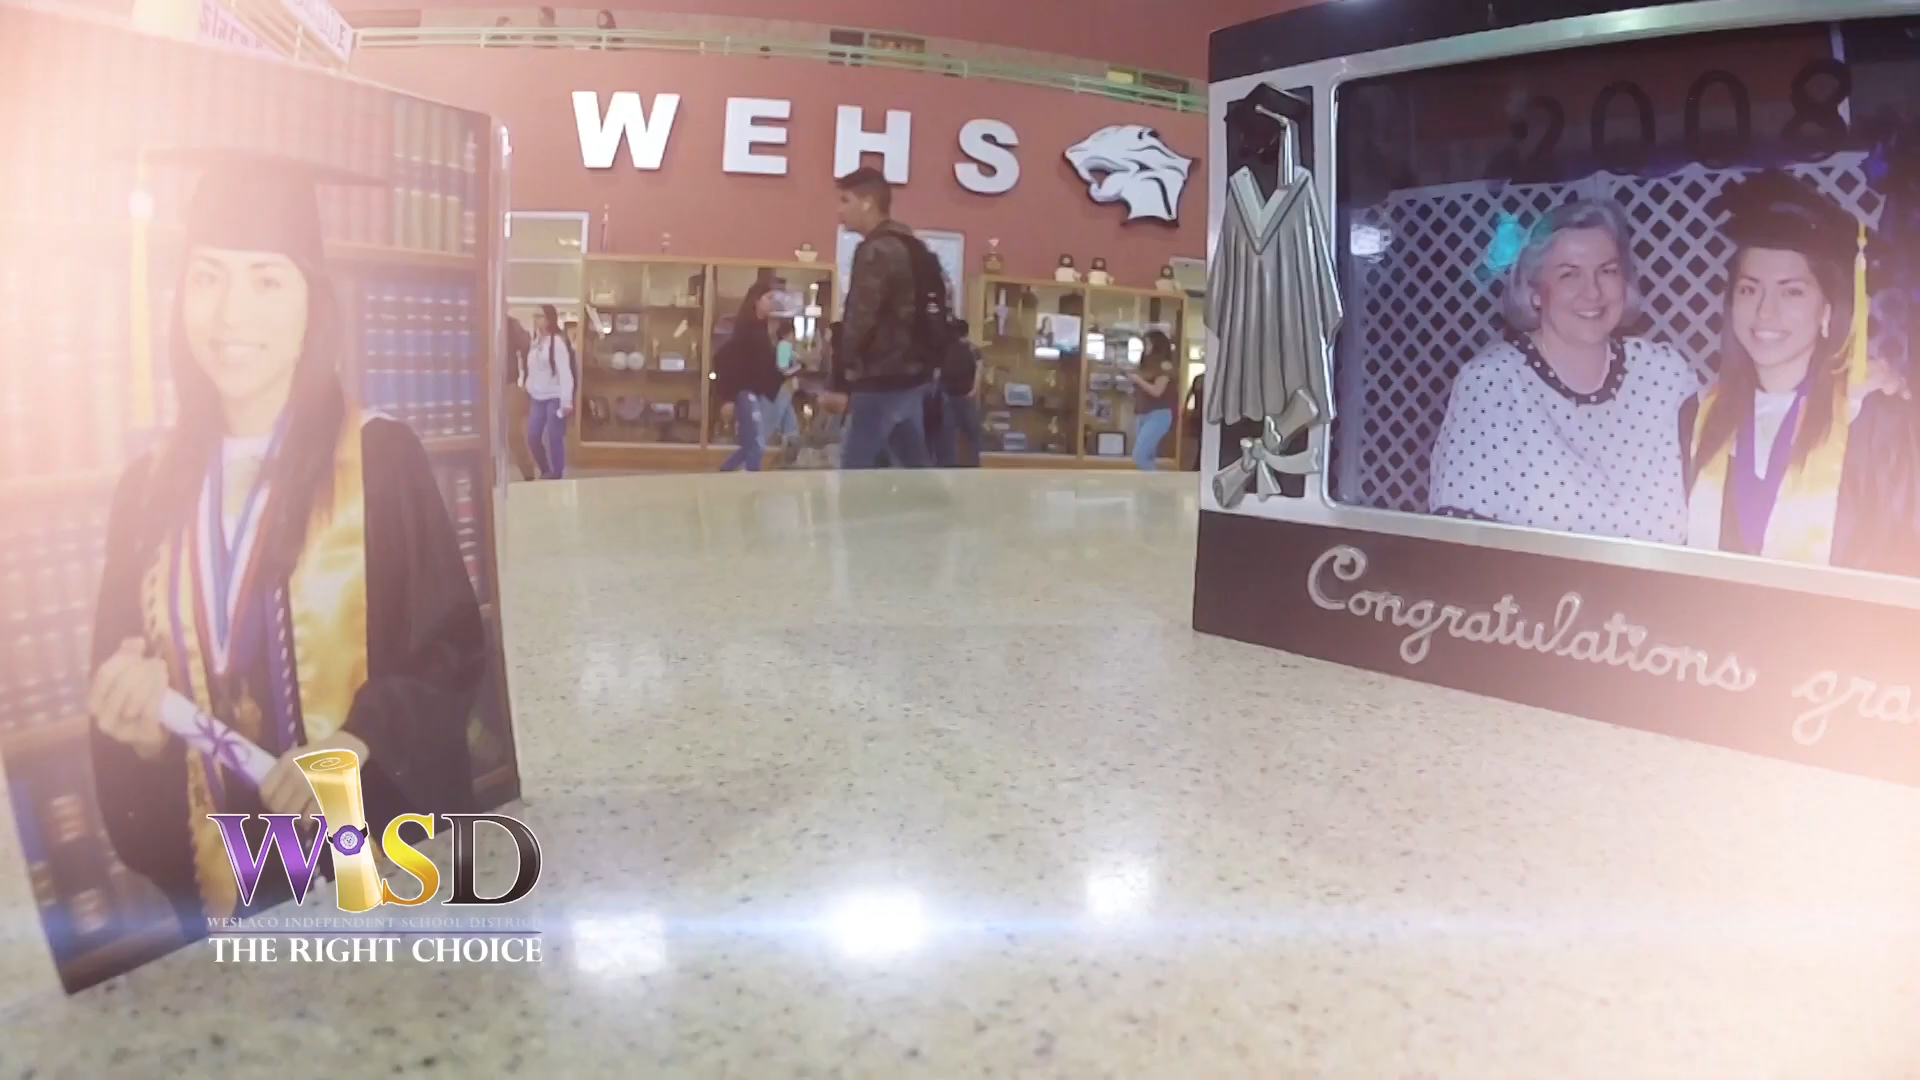 WEHS
2008
Congratulations gra
WISD
WESLACO INDEPENDENT SCHOOL DISTRICT
THE RIGHT CHOICE